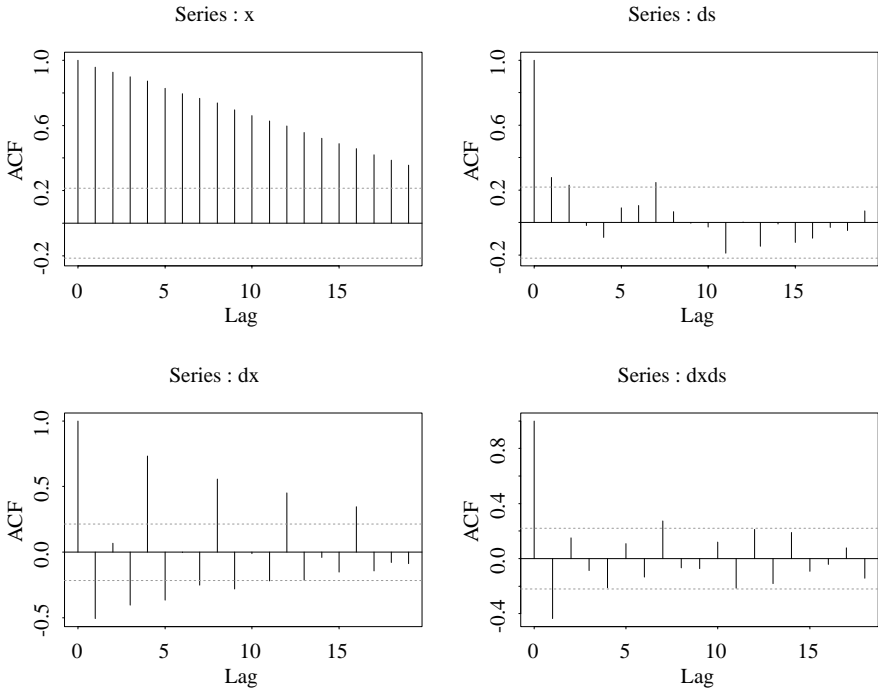 Series : x
ACF
-0.2 0.2 0.6 1.0
0 5 10 15
Lag
Series : ds
ACF
-0.2 0.2 0.6 1.0
0 5 10 15
Lag
Series : dx
ACF
-0.5 0.0 0.5 1.0
0 5 10 15
Lag
Series : dxds
ACF
-0.4 0.0 0.4 0.8
0 5 10 15
Lag